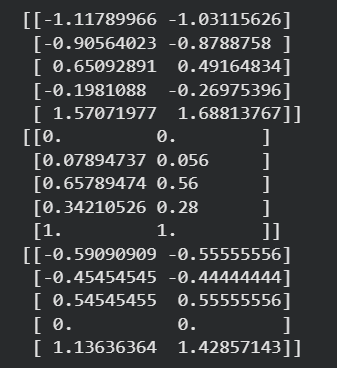 [[-1.11789966 -1.03115626]
 [-0.90564023 -0.8788758 ]
 [ 0.65092891  0.49164834]
 [-0.1981088  -0.26975396]
 [ 1.57071977  1.68813767]]
[[0.         0.        ]
 [0.07894737 0.056     ]
 [0.65789474 0.56      ]
 [0.34210526 0.28      ]
 [1.         1.        ]]
[[-0.59090909 -0.55555556]
 [-0.45454545 -0.44444444]
 [ 0.54545455  0.55555556]
 [ 0.          0.        ]
 [ 1.13636364  1.42857143]]